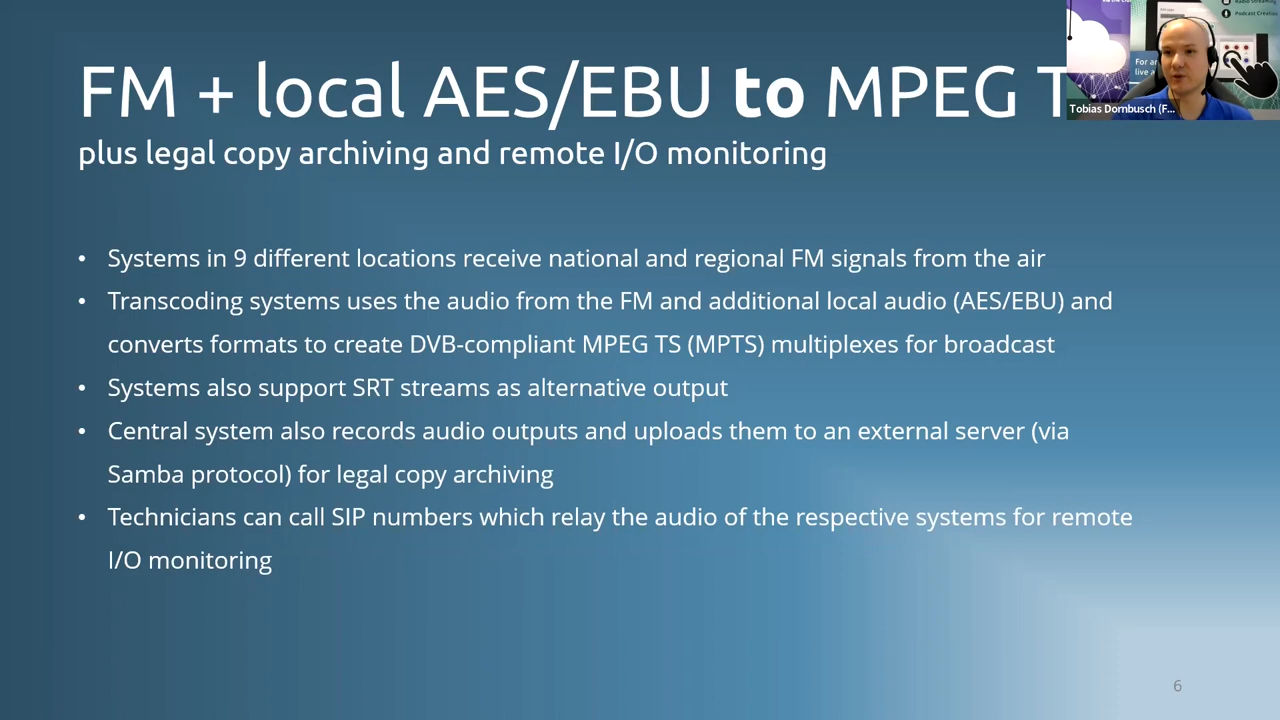 FM + local AES/EBU to MPEG T
plus legal copy archiving and remote I/O monitoring
• Systems in 9 different locations receive national and regional FM signals from the air
• Transcoding systems uses the audio from the FM and additional local audio (AES/EBU) and
converts formats to create DVB-compliant MPEG TS (MPTS) multiplexes for broadcast
• Systems also support SRT streams as alternative output
• Central system also records audio outputs and uploads them to an external server (via
Samba protocol) for legal copy archiving
• Technicians can call SIP numbers which relay the audio of the respective systems for remote
I/O monitoring
Podcast Creation
For a
live a
Tobias Dornbusch (F...
6